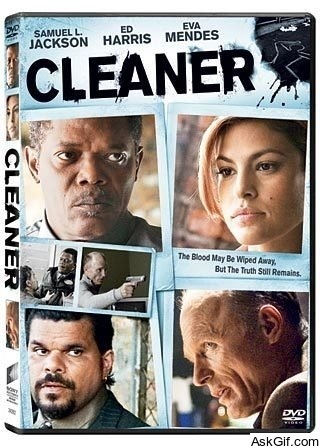 DVD
SAMUEL L.
JACKSON
ED
HARRIS
EVA
MENDES
CLEANER
CLEANER
The Blood May Be Wiped Away,
But The Truth Still Remains.
SONY
DVD
VIDEO
AskGif.com